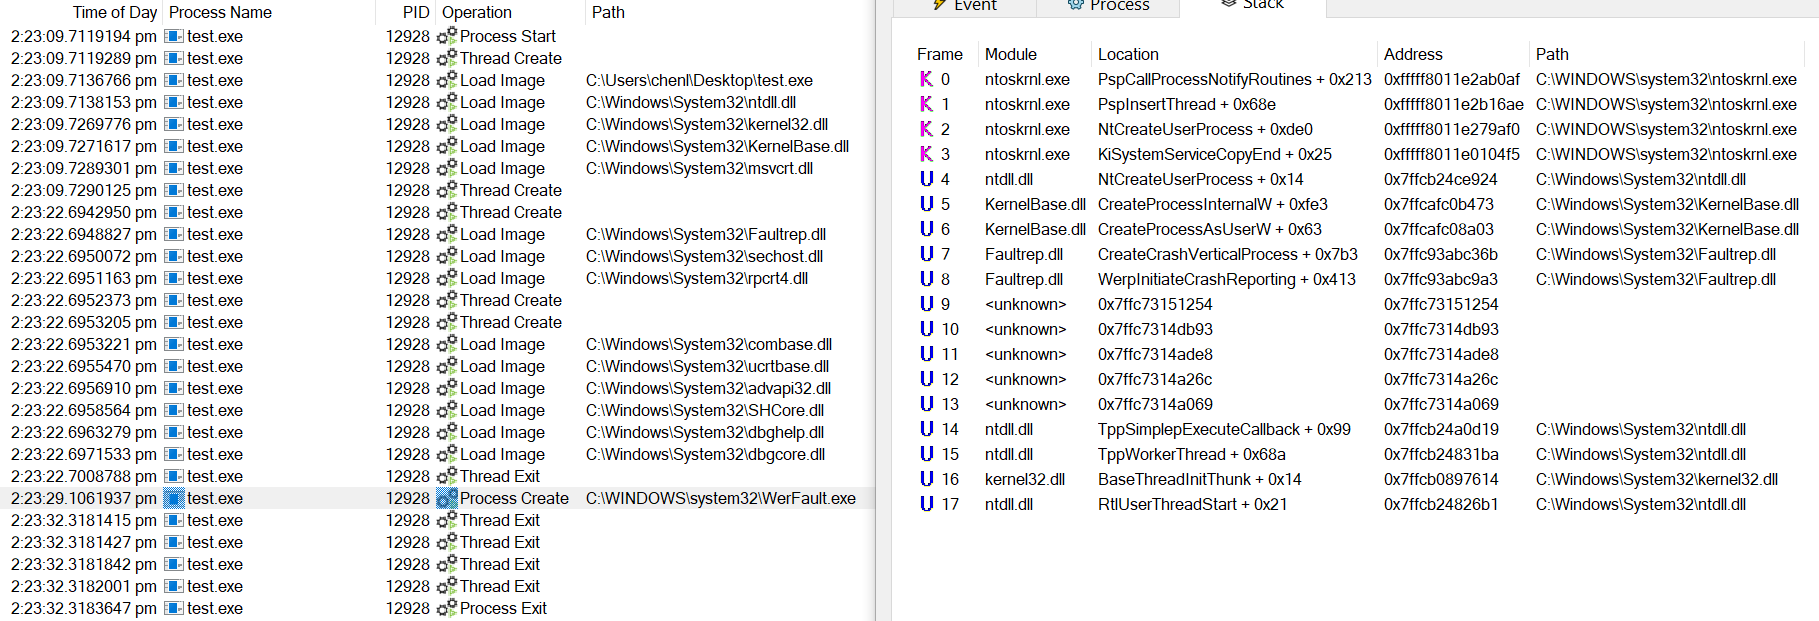 Time of Day Process Name PID Operation Path
2:23:09.7119194 pm test.exe 12928 Process Start
2:23:09.7119289 pm test.exe 12928 Thread Create
2:23:09.7136766 pm test.exe 12928 Load Image C:\Users\chenl\Desktop\test.exe
2:23:09.7138153 pm test.exe 12928 Load Image C:\Windows\System32\ntdll.dll
2:23:09.7269776 pm test.exe 12928 Load Image C:\Windows\System32\kernel32.dll
2:23:09.7271617 pm test.exe 12928 Load Image C:\Windows\System32\KernelBase.dll
2:23:09.7289301 pm test.exe 12928 Load Image C:\Windows\System32\msvcrt.dll
2:23:09.7290125 pm test.exe 12928 Thread Create
2:23:22.6942950 pm test.exe 12928 Thread Create
2:23:22.6948827 pm test.exe 12928 Load Image C:\Windows\System32\Faultrep.dll
2:23:22.6950072 pm test.exe 12928 Load Image C:\Windows\System32\sechost.dll
2:23:22.6951163 pm test.exe 12928 Load Image C:\Windows\System32\rpcrt4.dll
2:23:22.6952373 pm test.exe 12928 Thread Create
2:23:22.6953205 pm test.exe 12928 Thread Create
2:23:22.6953221 pm test.exe 12928 Load Image C:\Windows\System32\combase.dll
2:23:22.6955470 pm test.exe 12928 Load Image C:\Windows\System32\ucrtbase.dll
2:23:22.6956910 pm test.exe 12928 Load Image C:\Windows\System32\advapi32.dll
2:23:22.6958564 pm test.exe 12928 Load Image C:\Windows\System32\SHCore.dll
2:23:22.6963279 pm test.exe 12928 Load Image C:\Windows\System32\dbghelp.dll
2:23:22.6971533 pm test.exe 12928 Load Image C:\Windows\System32\dbgcore.dll
2:23:22.7008788 pm test.exe 12928 Thread Exit
2:23:29.1061937 pm test.exe 12928 Process Create C:\WINDOWS\system32\WerFault.exe
2:23:32.3181415 pm test.exe 12928 Thread Exit
2:23:32.3181427 pm test.exe 12928 Thread Exit
2:23:32.3181842 pm test.exe 12928 Thread Exit
2:23:32.3182001 pm test.exe 12928 Thread Exit
2:23:32.3183647 pm test.exe 12928 Process Exit
Event Process Stack
Frame Module Location Address Path
K 0 ntoskrnl.exe PspCallProcessNotifyRoutines + 0x213 0xfffff8011e2ab0af C:\WINDOWS\system32\ntoskrnl.exe
K 1 ntoskrnl.exe PspInsertThread + 0x68e 0xfffff8011e2b16ae C:\WINDOWS\system32\ntoskrnl.exe
K 2 ntoskrnl.exe NtCreateUserProcess + 0xde0 0xfffff8011e279af0 C:\WINDOWS\system32\ntoskrnl.exe
K 3 ntoskrnl.exe KiSystemServiceCopyEnd + 0x25 0xfffff8011e0104f5 C:\WINDOWS\system32\ntoskrnl.exe
U 4 ntdll.dll NtCreateUserProcess + 0x14 0x7ffcb24ce924 C:\Windows\System32\ntdll.dll
U 5 KernelBase.dll CreateProcessInternalW + 0xfe3 0x7ffcafc0b473 C:\Windows\System32\KernelBase.dll
U 6 KernelBase.dll CreateProcessAsUserW + 0x63 0x7ffcafc08a03 C:\Windows\System32\KernelBase.dll
U 7 Faultrep.dll CreateCrashVerticalProcess + 0x7b3 0x7ffc93abc36b C:\Windows\System32\Faultrep.dll
U 8 Faultrep.dll WerpInitiateCrashReporting + 0x413 0x7ffc93abc9a3 C:\Windows\System32\Faultrep.dll
U 9 <unknown> 0x7ffc73151254 0x7ffc73151254
U 10 <unknown> 0x7ffc7314db93 0x7ffc7314db93
U 11 <unknown> 0x7ffc7314ade8 0x7ffc7314ade8
U 12 <unknown> 0x7ffc7314a26c 0x7ffc7314a26c
U 13 <unknown> 0x7ffc7314a069 0x7ffc7314a069
U 14 ntdll.dll TppSimplepExecuteCallback + 0x99 0x7ffcb24a0d19 C:\Windows\System32\ntdll.dll
U 15 ntdll.dll TppWorkerThread + 0x68a 0x7ffcb24831ba C:\Windows\System32\ntdll.dll
U 16 kernel32.dll BaseThreadInitThunk + 0x14 0x7ffcb0897614 C:\Windows\System32\kernel32.dll
U 17 ntdll.dll RtlUserThreadStart + 0x21 0x7ffcb24826b1 C:\Windows\System32\ntdll.dll